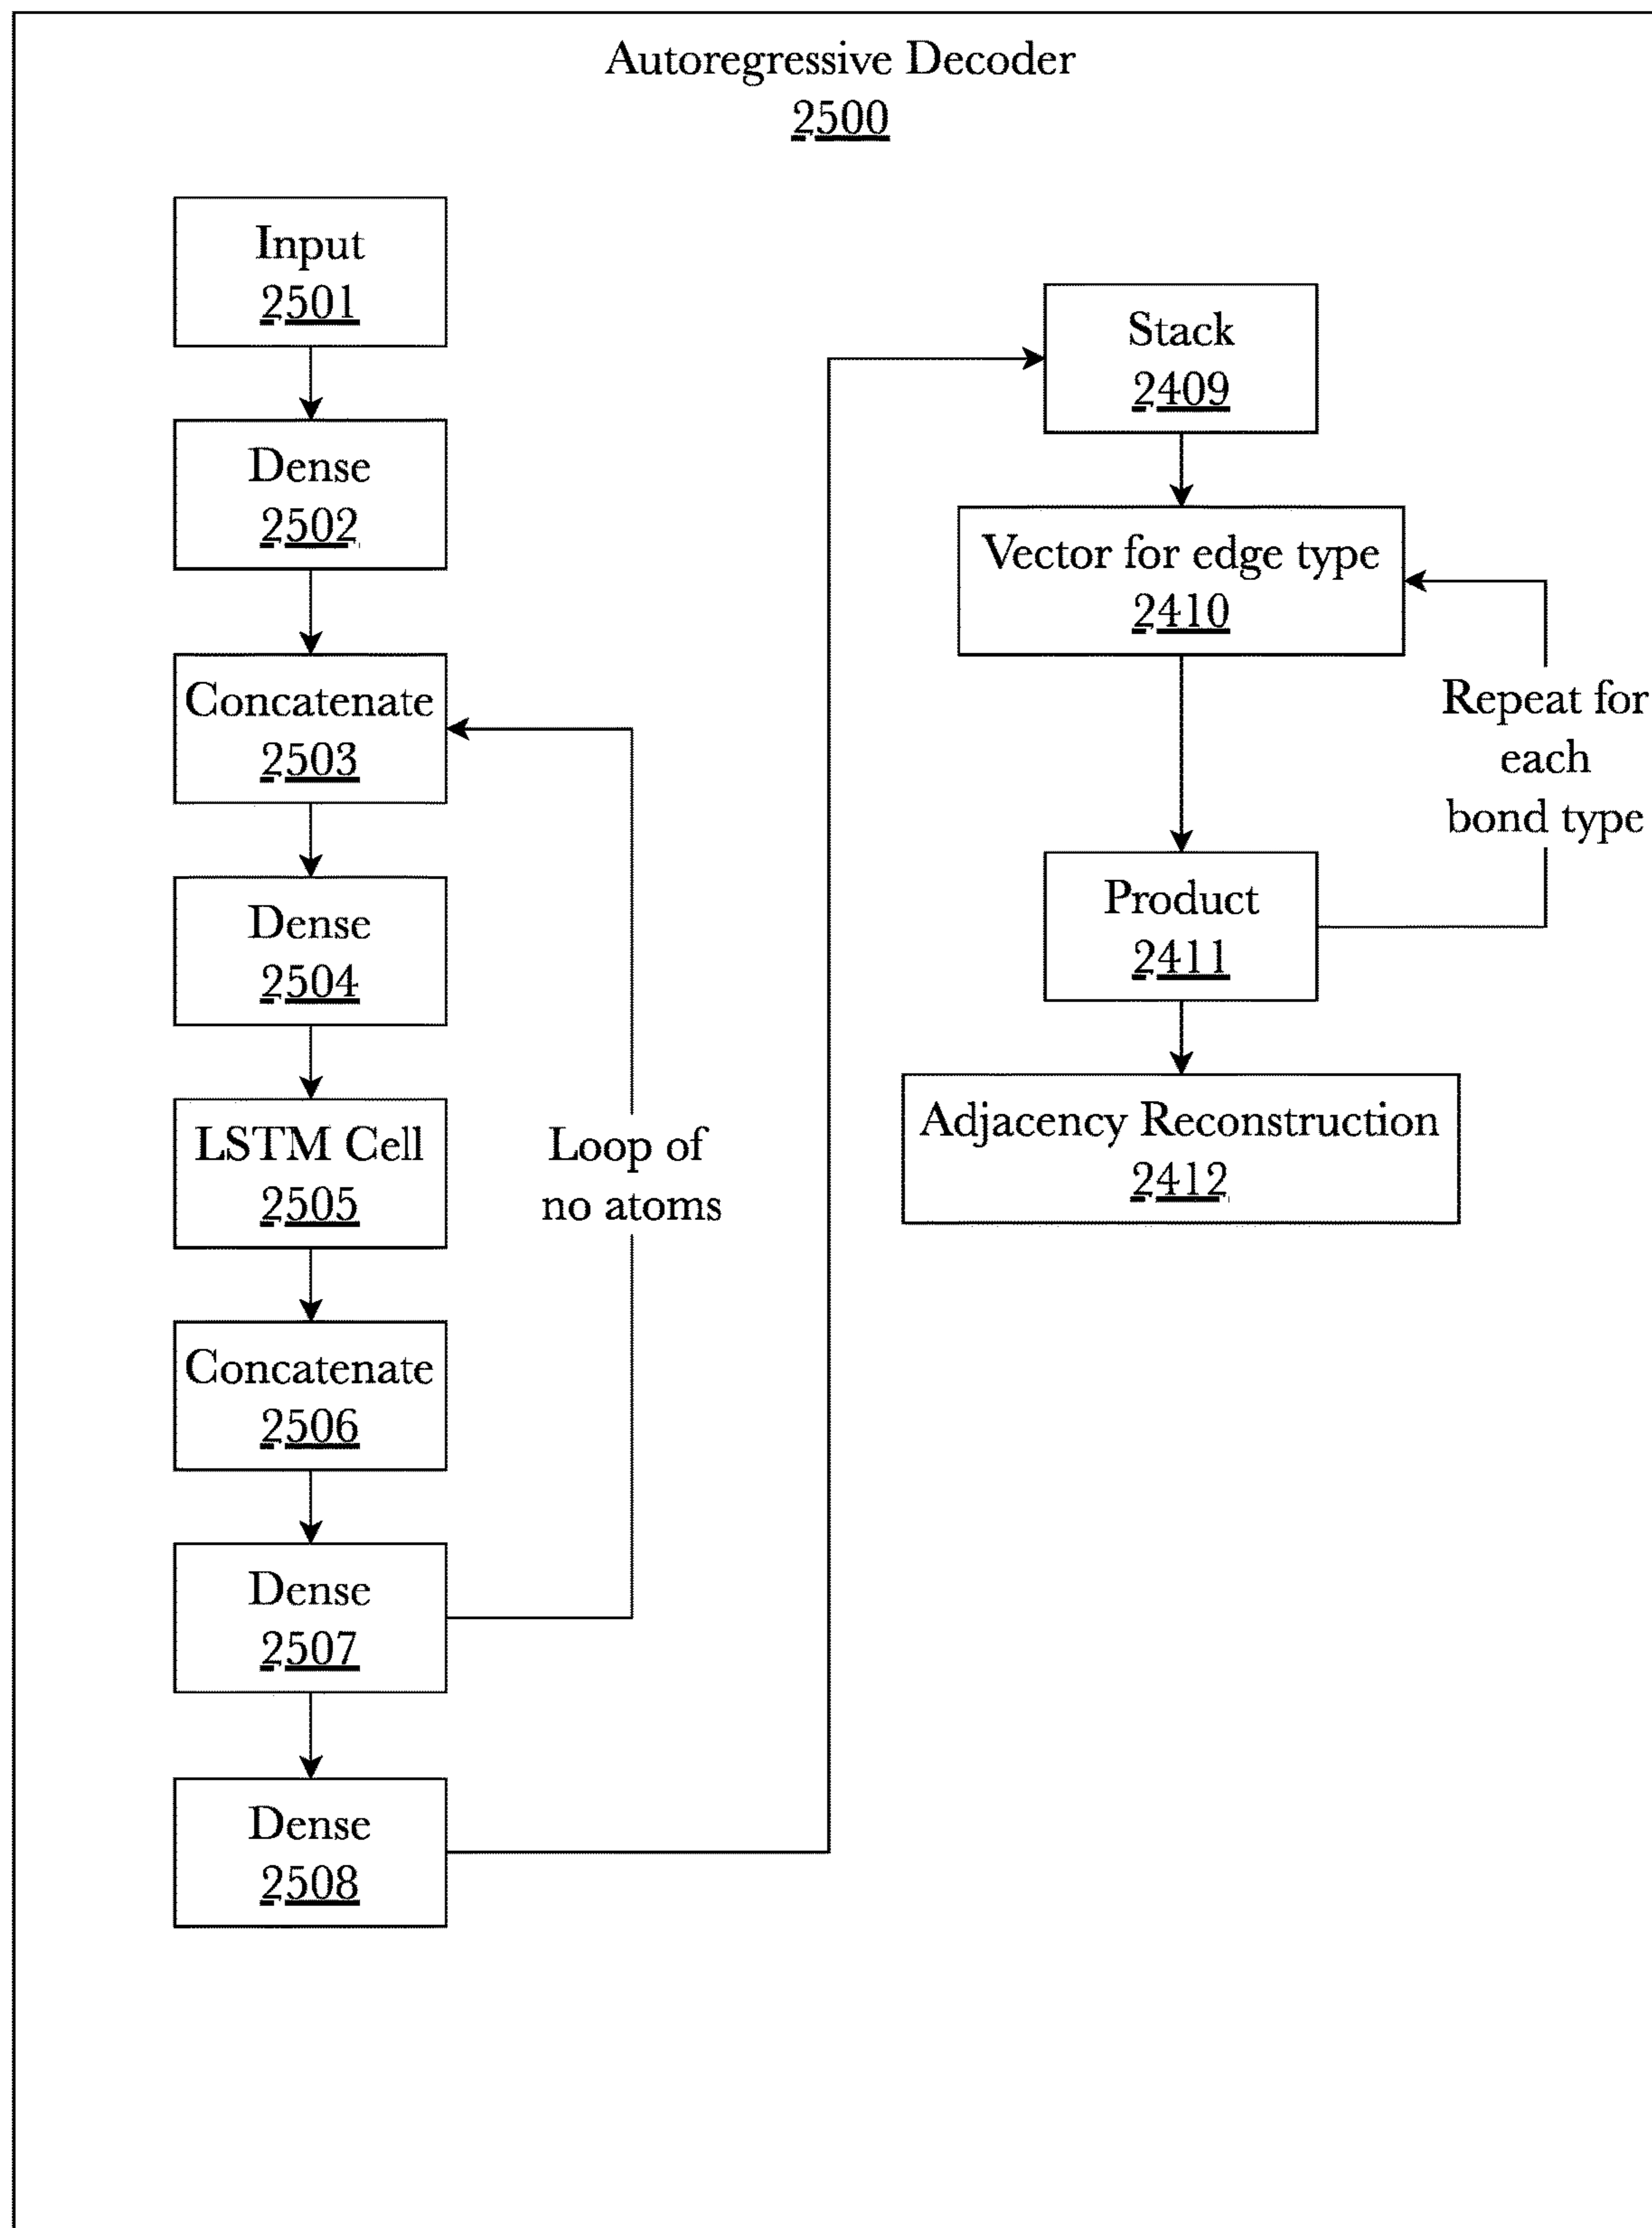 Autoregressive Decoder
2500
Input
2501
Dense
2502
Concatenate
2503
Dense
2504
LSTM Cell
2505
Concatenate
2506
Dense
2507
Dense
2508
Loop of
no atoms
Stack
2409
Vector for edge type
2410
Repeat for
each
bond type
Product
2411
Adjacency Reconstruction
2412